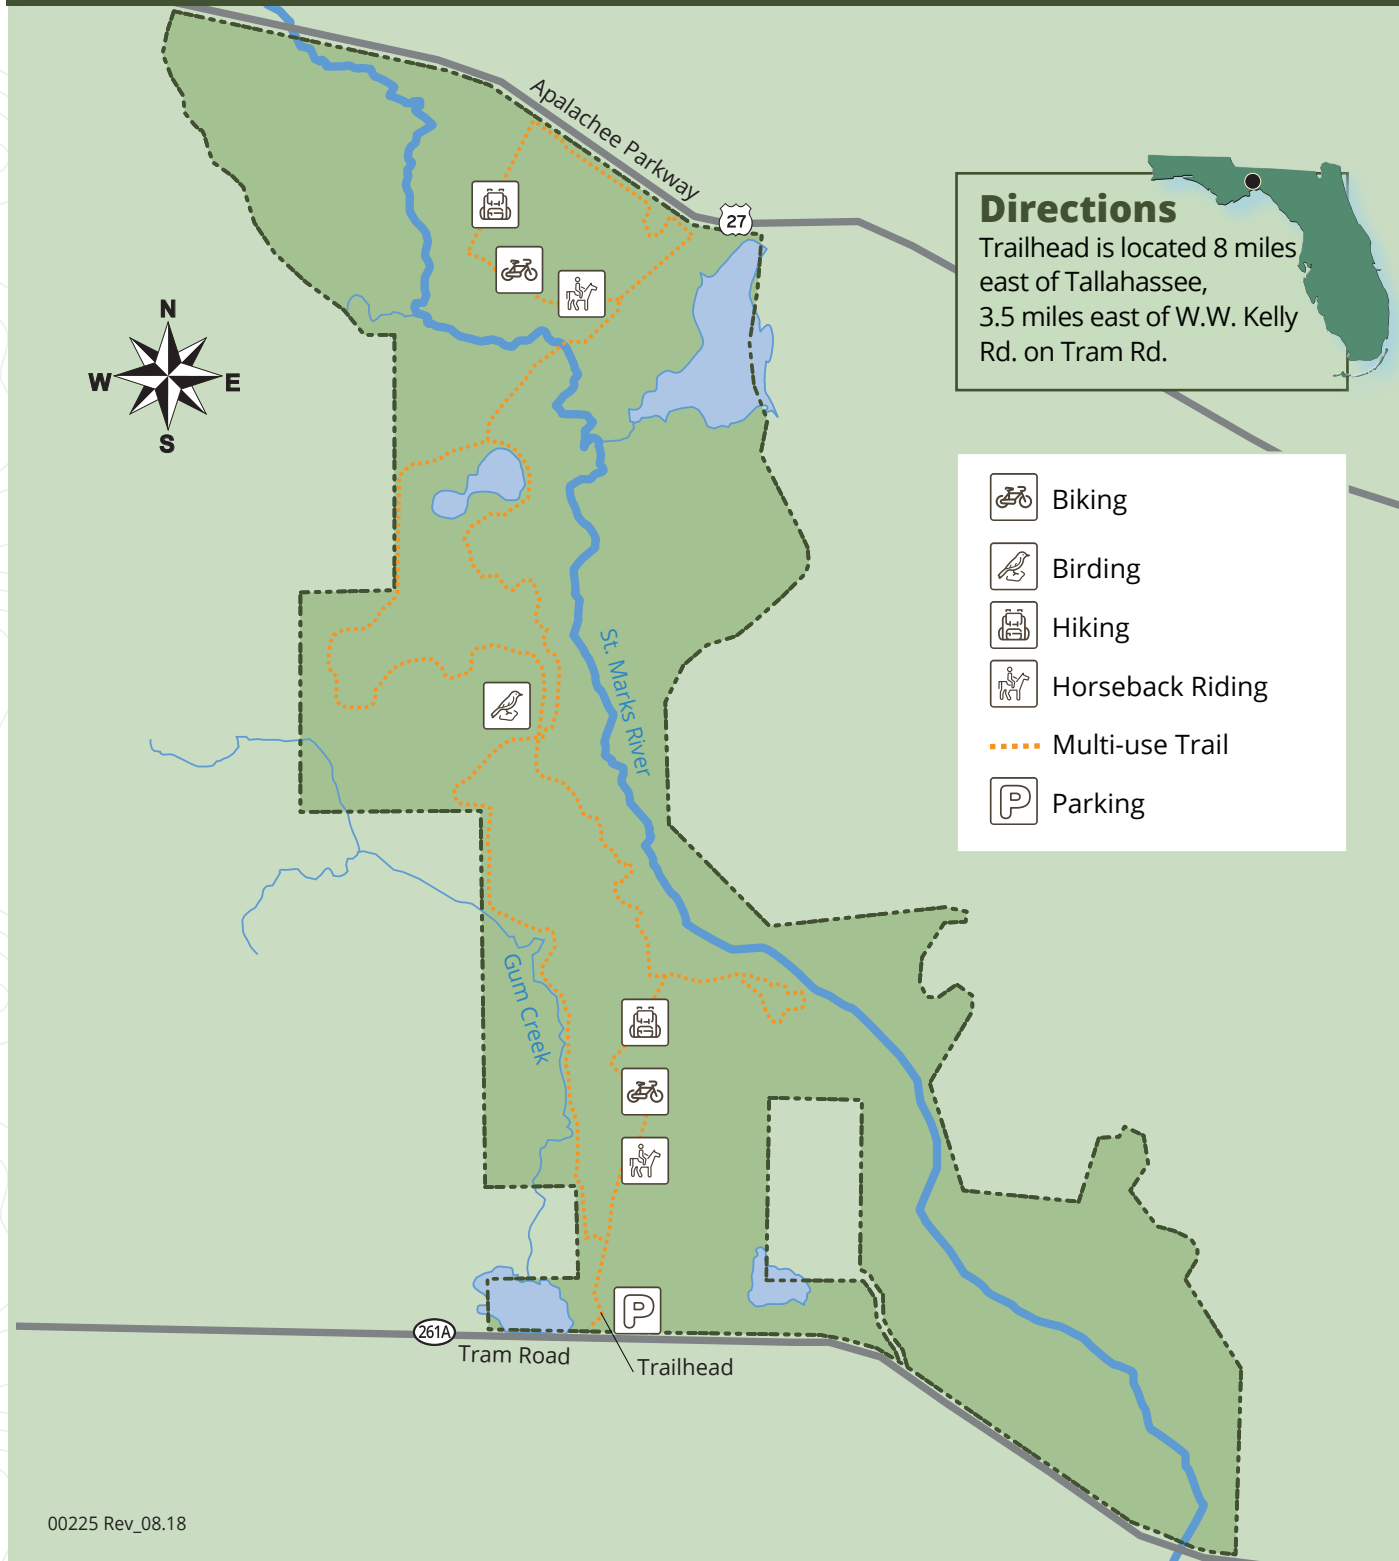 Apalachee Parkway
27
Directions
Trailhead is located 8 miles
east of Tallahassee,
3.5 miles east of W.W. Kelly
Rd. on Tram Rd.
N
W
E
S
Biking
Birding
Hiking
Horseback Riding
Multi-use Trail
P
Parking
St. Marks River
Gum Creek
P
261A
Tram Road
Trailhead
00225 Rev_08.18